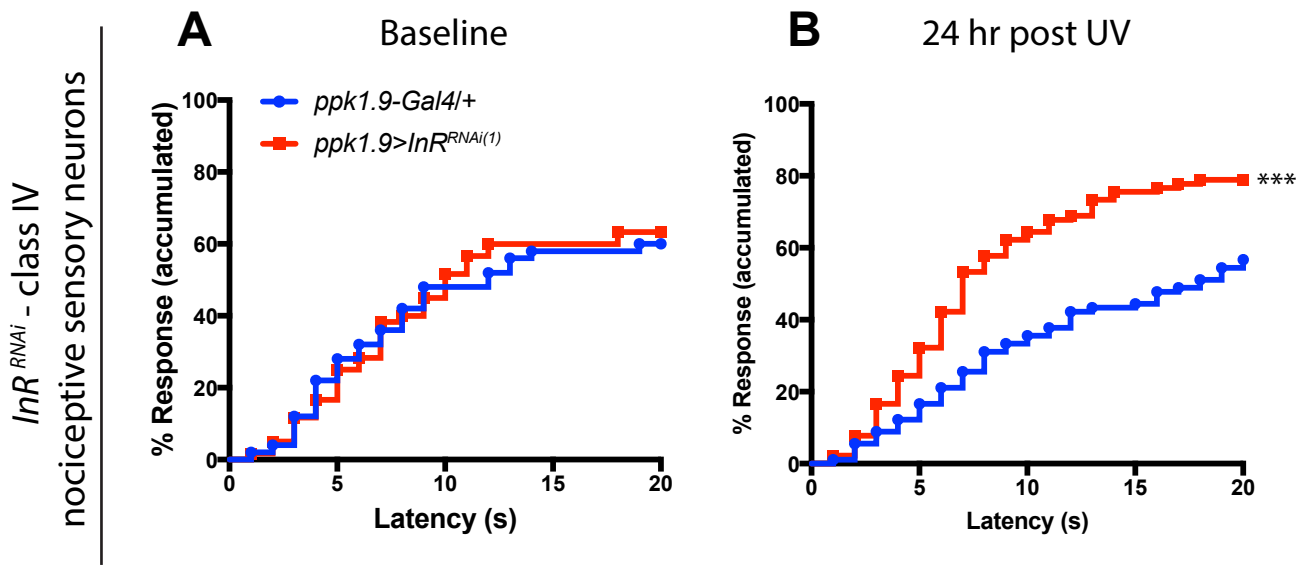 InR RNAi - class IV
nociceptive sensory neurons
A
Baseline
ppk1.9-Gal4/+
ppk1.9>InR RNAi(1)
% Response (accumulated)
100
80
60
40
20
0
0 5 10 15 20
Latency (s)
B
24 hr post UV
% Response (accumulated)
100
80
60
40
20
0
***
0 5 10 15 20
Latency (s)